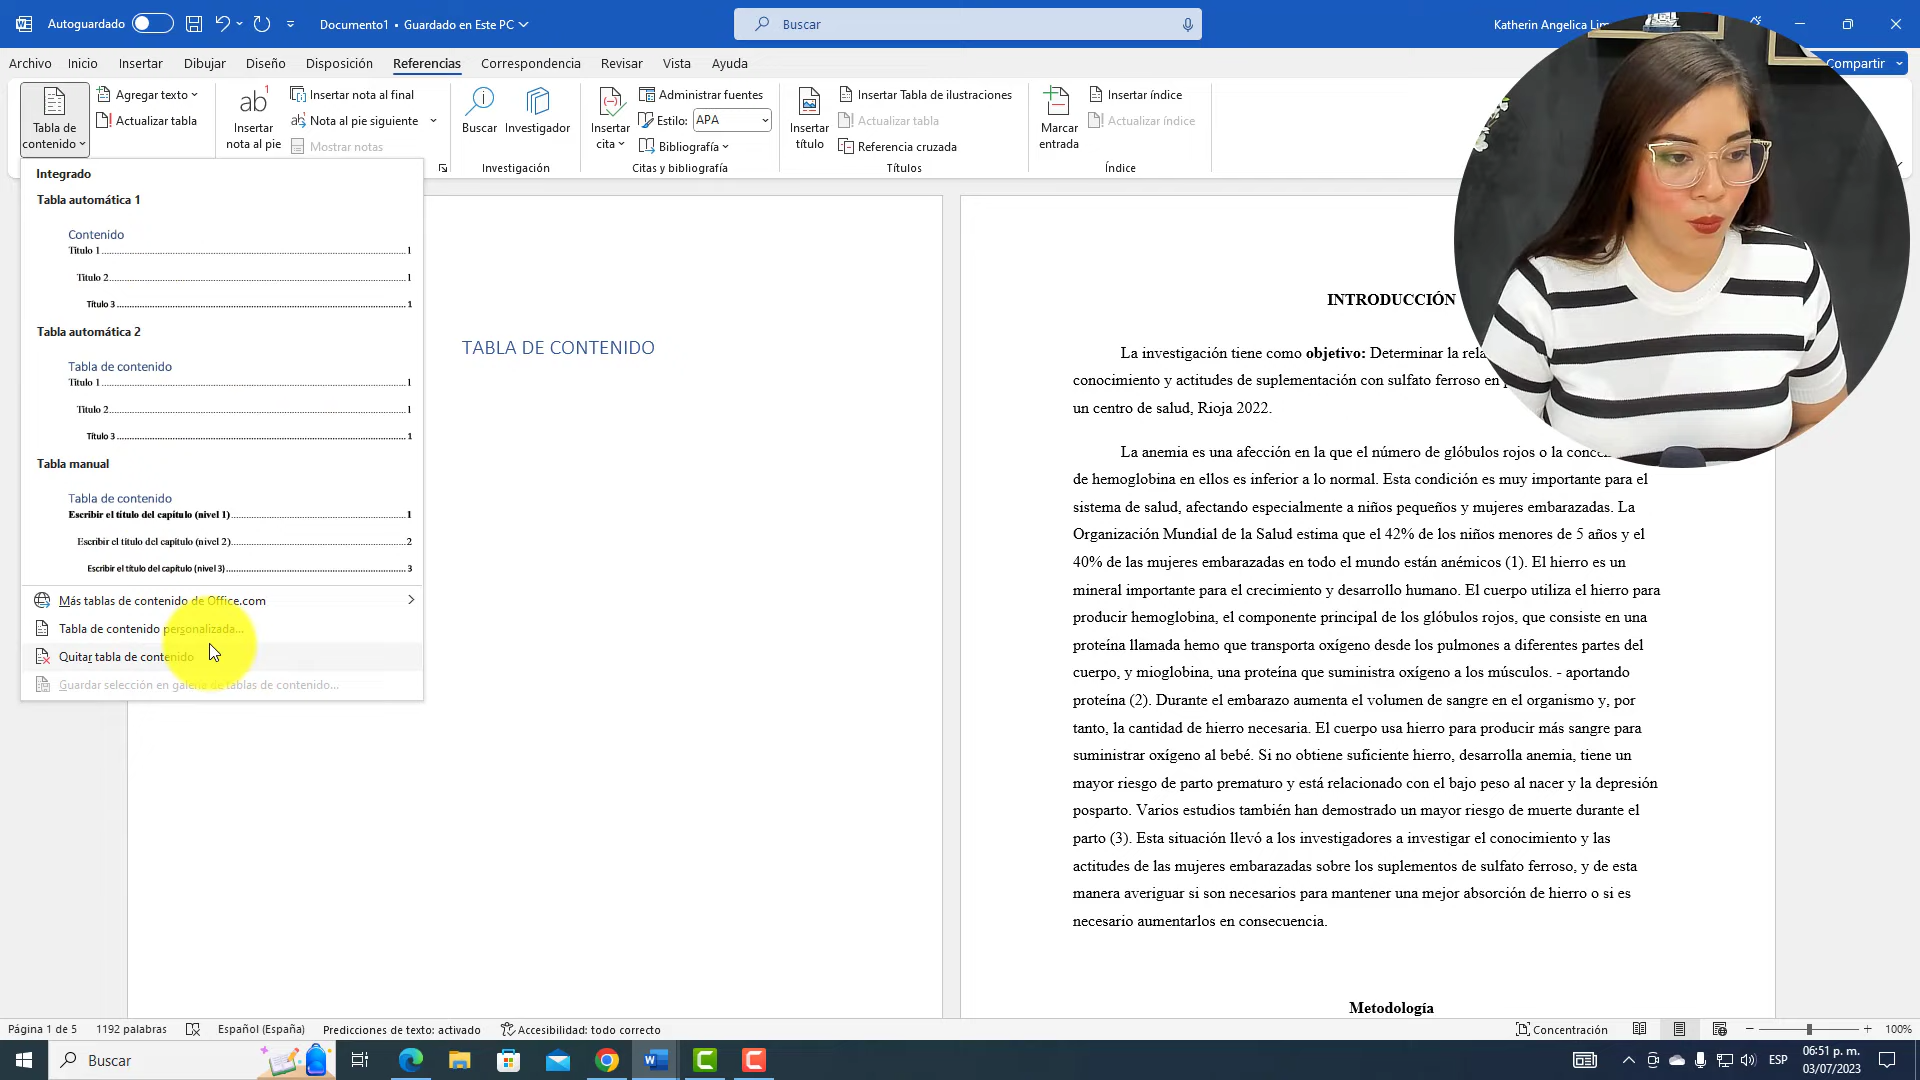 Autoguardado
Documento1 • Guardado en Este PC
Buscar
Katherin Angelica Lim
Archivo
Inicio
Insertar
Dibujar
Diseño
Disposición
Referencias
Correspondencia
Revisar
Vista
Ayuda
Compartir
Tabla de
contenido
Agregar texto
Actualizar tabla
ab
1
Insertar
nota al pie
Insertar nota al final
Nota al pie siguiente
Mostrar notas
Buscar
Investigador
Investigación
Insertar
cita
Administrar fuentes
Estilo:
APA
Bibliografía
Citas y bibliografía
Insertar
título
Insertar Tabla de ilustraciones
Actualizar tabla
Referencia cruzada
Títulos
Marcar
entrada
Insertar índice
Actualizar índice
Índice
Integrado
Tabla automática 1
Contenido
Título 1 1
Título 2 1
Título 3 1
Tabla automática 2
Tabla de contenido
Título 1 1
Título 2 1
Título 3 1
Tabla manual
Tabla de contenido
Escribir el título del capítulo (nivel 1) 1
Escribir el título del capítulo (nivel 2) 2
Escribir el título del capítulo (nivel 3) 3
Más tablas de contenido de Office.com
Tabla de contenido personalizada...
Quitar tabla de contenido
Guardar selección en galería de tablas de contenido...
TABLA DE CONTENIDO
INTRODUCCIÓN
La investigación tiene como objetivo: Determinar la rela
conocimiento y actitudes de suplementación con sulfato ferroso en
un centro de salud, Rioja 2022.
La anemia es una afección en la que el número de glóbulos rojos o la
de hemoglobina en ellos es inferior a lo normal. Esta condición es muy importante para el
sistema de salud, afectando especialmente a niños pequeños y mujeres embarazadas. La
Organización Mundial de la Salud estima que el 42% de los niños menores de 5 años y el
40% de las mujeres embarazadas en todo el mundo están anémicos (1). El hierro es un
mineral importante para el crecimiento y desarrollo humano. El cuerpo utiliza el hierro para
producir hemoglobina, el componente principal de los glóbulos rojos, que consiste en una
proteína llamada hemo que transporta oxígeno desde los pulmones a diferentes partes del
cuerpo, y mioglobina, una proteína que suministra oxígeno a los músculos. - aportando
proteína (2). Durante el embarazo aumenta el volumen de sangre en el organismo y, por
tanto, la cantidad de hierro necesaria. El cuerpo usa hierro para producir más sangre para
suministrar oxígeno al bebé. Si no obtiene suficiente hierro, desarrolla anemia, tiene un
mayor riesgo de parto prematuro y está relacionado con el bajo peso al nacer y la depresión
posparto. Varios estudios también han demostrado un mayor riesgo de muerte durante el
parto (3). Esta situación llevó a los investigadores a investigar el conocimiento y las
actitudes de las mujeres embarazadas sobre los suplementos de sulfato ferroso, y de esta
manera averiguar si son necesarios para mantener una mejor absorción de hierro o si es
necesario aumentarlos en consecuencia.
Metodología
Página 1 de 5
1192 palabras
Español (España)
Predicciones de texto: activado
Accesibilidad: todo correcto
Concentración
100%
Buscar
ESP
06:51 p. m.
03/07/2023